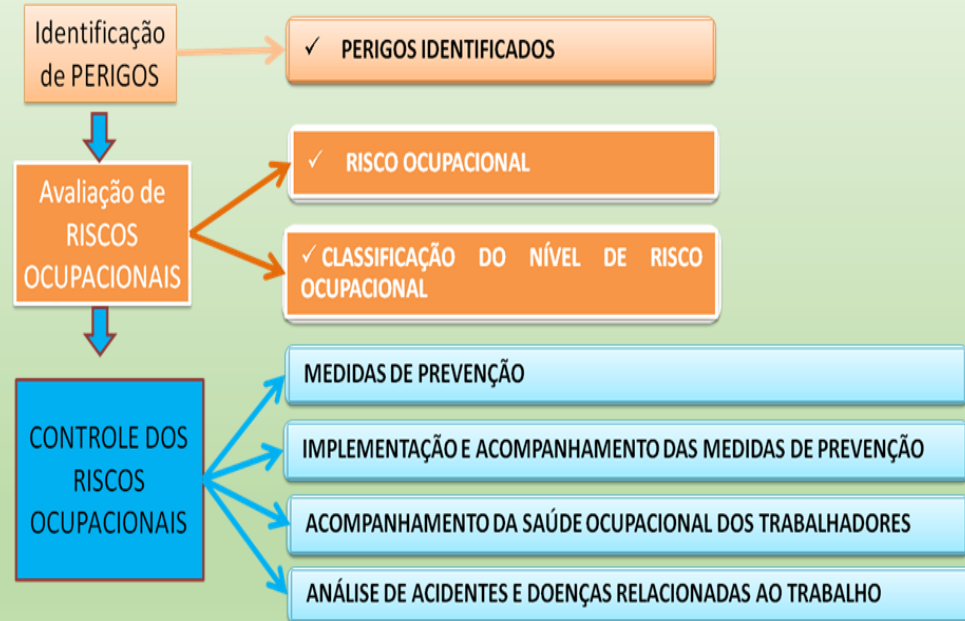 Identificação
de PERIGOS
✓ PERIGOS IDENTIFICADOS
Avaliação de
RISCOS
OCUPACIONAIS
✓ RISCO OCUPACIONAL
✓ CLASSIFICAÇÃO DO NÍVEL DE RISCO
OCUPACIONAL
CONTROLE DOS
RISCOS
OCUPACIONAIS
MEDIDAS DE PREVENÇÃO
IMPLEMENTAÇÃO E ACOMPANHAMENTO DAS MEDIDAS DE PREVENÇÃO
ACOMPANHAMENTO DA SAÚDE OCUPACIONAL DOS TRABALHADORES
ANÁLISE DE ACIDENTES E DOENÇAS RELACIONADAS AO TRABALHO